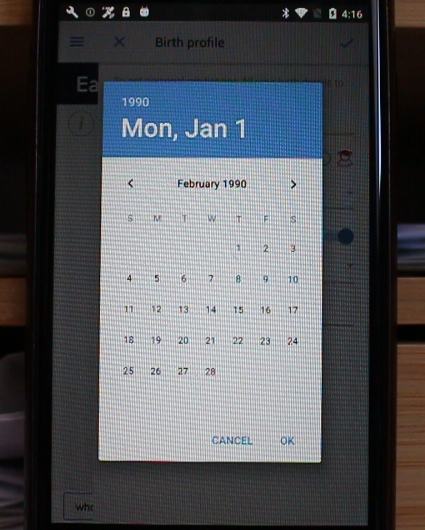 4:16
Birth profile
Ea
1990
Mon, Jan 1
February 1990
S M T W T F S
1 2 3
4 5 6 7 8 9 10
11 12 13 14 15 16 17
18 19 20 21 22 23 24
25 26 27 28
CANCEL OK
who